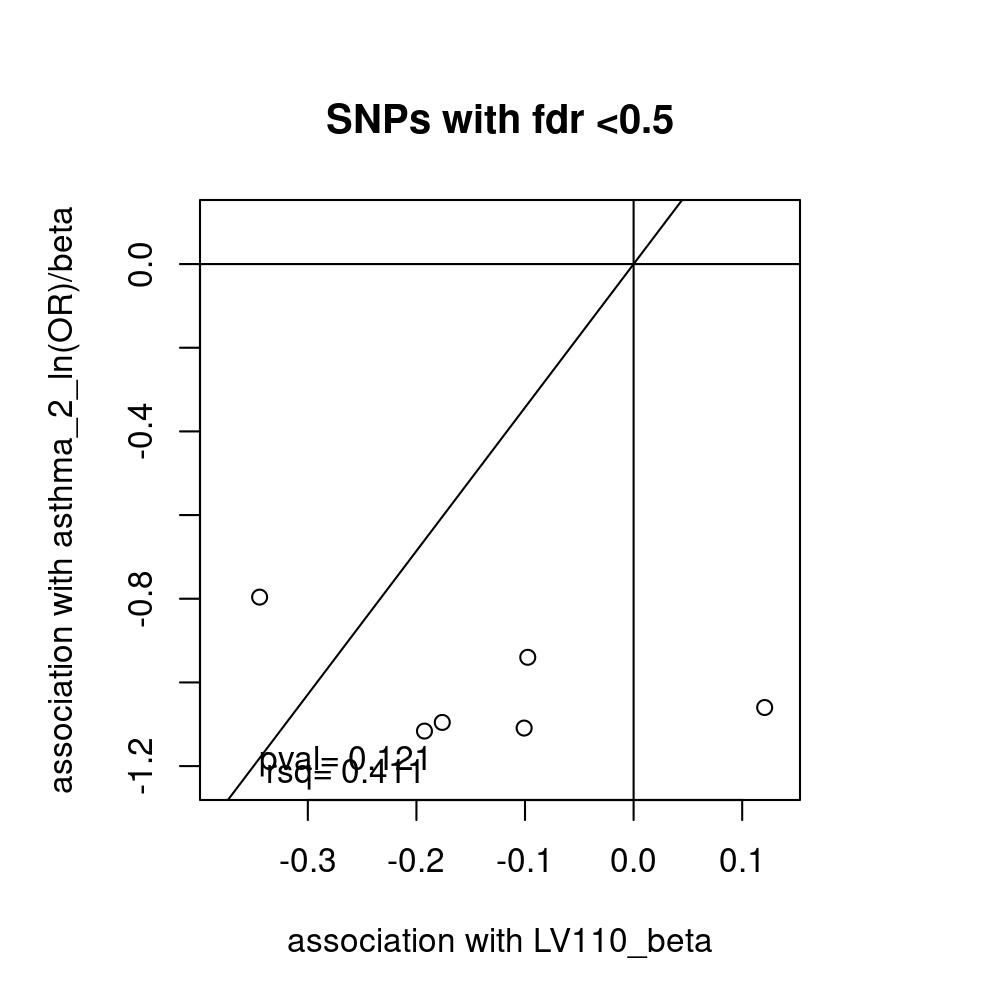 SNPs with fdr <0.5
association with asthma_2_ln(OR)/beta
0.0
-0.4
-0.8
-1.2
pval= 0.121
rsq= 0.411
-0.3 -0.2 -0.1 0.0 0.1
association with LV110_beta